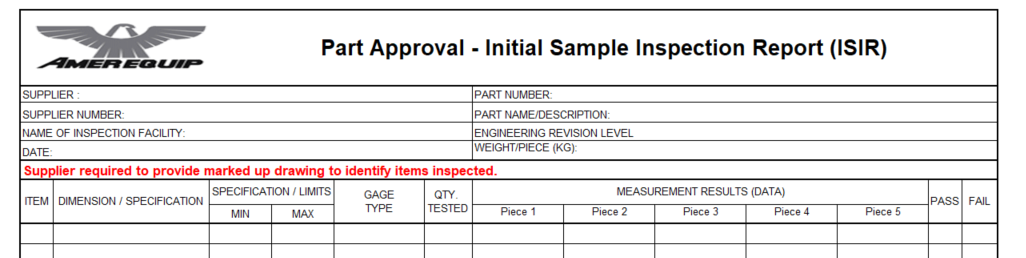 AMEREQUIP
Part Approval - Initial Sample Inspection Report (ISIR)
SUPPLIER :
PART NUMBER:
SUPPLIER NUMBER:
PART NAME/DESCRIPTION:
NAME OF INSPECTION FACILITY:
ENGINEERING REVISION LEVEL
DATE:
WEIGHT/PIECE (KG):
Supplier required to provide marked up drawing to identify items inspected.
ITEM
DIMENSION / SPECIFICATION
SPECIFICATION / LIMITS
MIN
MAX
GAGE
TYPE
QTY.
TESTED
MEASUREMENT RESULTS (DATA)
Piece 1
Piece 2
Piece 3
Piece 4
Piece 5
PASS
FAIL